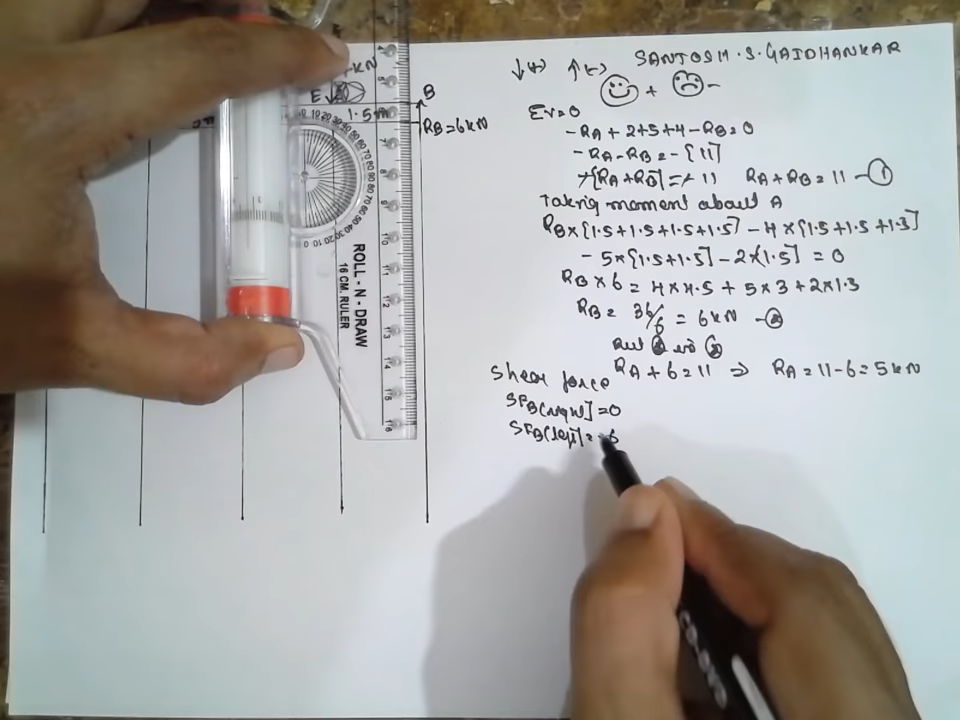 SANTOSH.S.GAIDHANKAR
↓(+) ↑(-)
+ -
ΣV=0
-RA+2+5+4-RB=0
-RA-RB=-[11]
-[RA+RB]=-11 RA+RB=11 -①
Taking moment about A
RB×[1.5+1.5+1.5+1.5] - 4×[1.5+1.5+1.5]
- 5×[1.5+1.5] - 2×[1.5] = 0
RB×6 = 4×4.5 + 5×3 + 2×1.5
RB = 36/6 = 6kN -②
RA+6=11 ⇒ RA=11-6=5kN
Shear force
SFB[right]=0
SFB[left]=-6
kN
E
B
1.5m
RB=6kN
ROLL-N-DRAW
16 CM. RULER